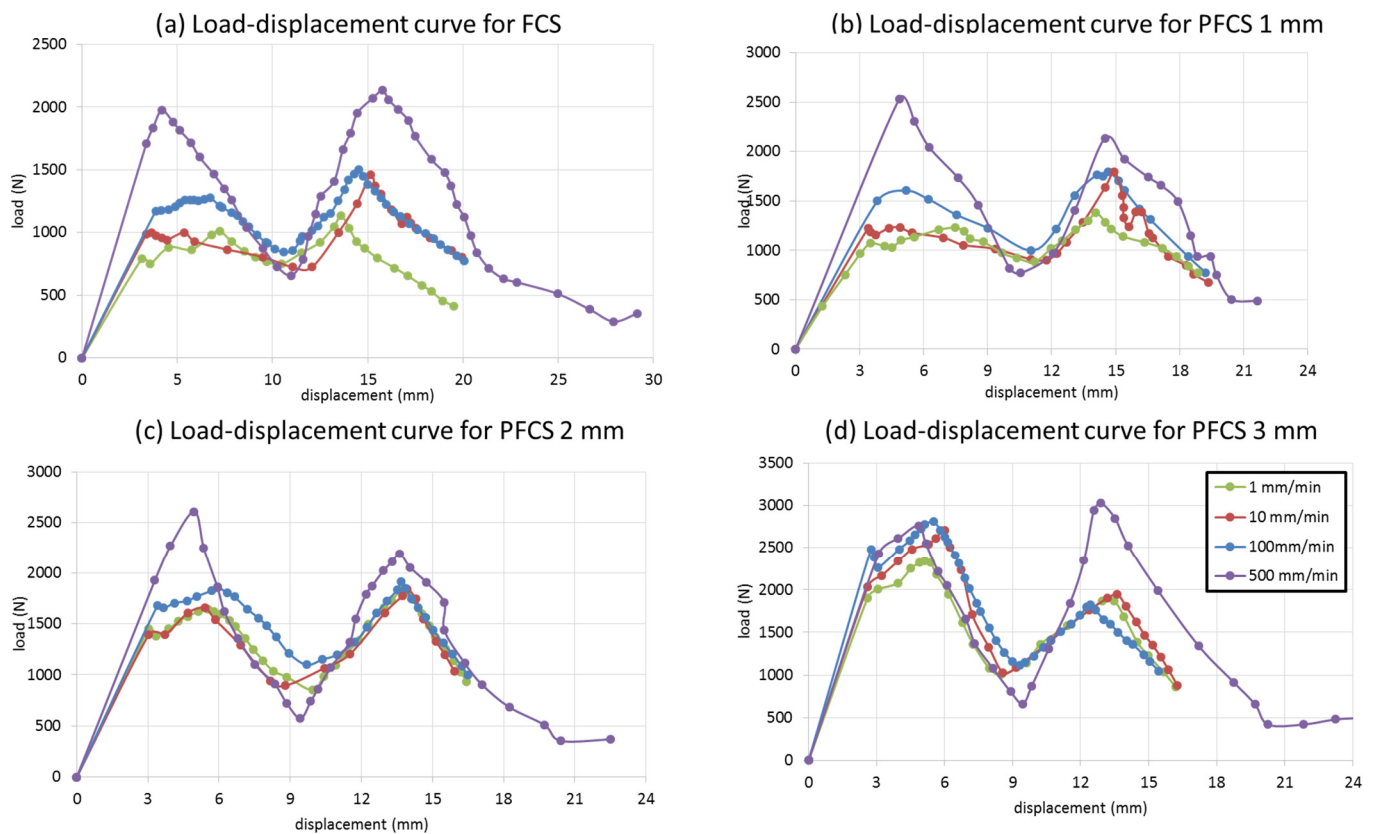 (a) Load-displacement curve for FCS
2500
2000
1500
1000
500
0
load (N)
0 5 10 15 20 25 30
displacement (mm)
(b) Load-displacement curve for PFCS 1 mm
3000
2500
2000
1500
1000
500
0
load (N)
0 3 6 9 12 15 18 21 24
displacement (mm)
(c) Load-displacement curve for PFCS 2 mm
3000
2500
2000
1500
1000
500
0
load (N)
0 3 6 9 12 15 18 21 24
displacement (mm)
(d) Load-displacement curve for PFCS 3 mm
3500
3000
2500
2000
1500
1000
500
0
load (N)
1 mm/min
10 mm/min
100mm/min
500 mm/min
0 3 6 9 12 15 18 21 24
displacement (mm)